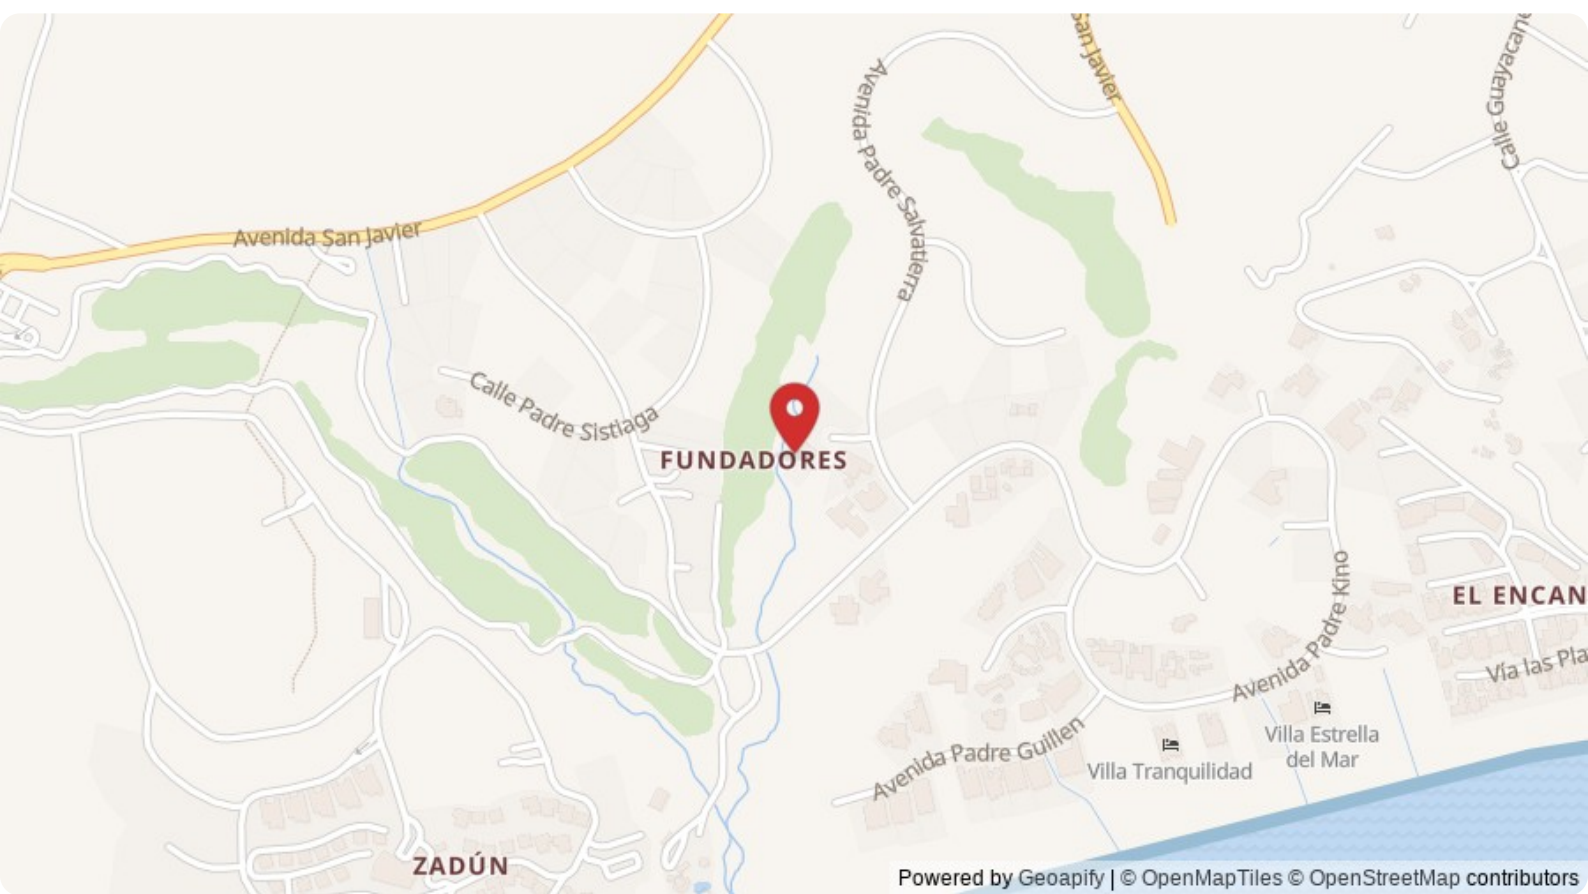 San Javier
Calle Guayacane
Avenida Padre Salvatierra
Avenida San Javier
Calle Padre Sistiaga
FUNDADORES
EL ENCAN
Avenida Padre Kino
Vía las Pla
Villa Estrella
del Mar
Avenida Padre Guillen
Villa Tranquilidad
ZADÚN
Powered by Geoapify | © OpenMapTiles © OpenStreetMap contributors